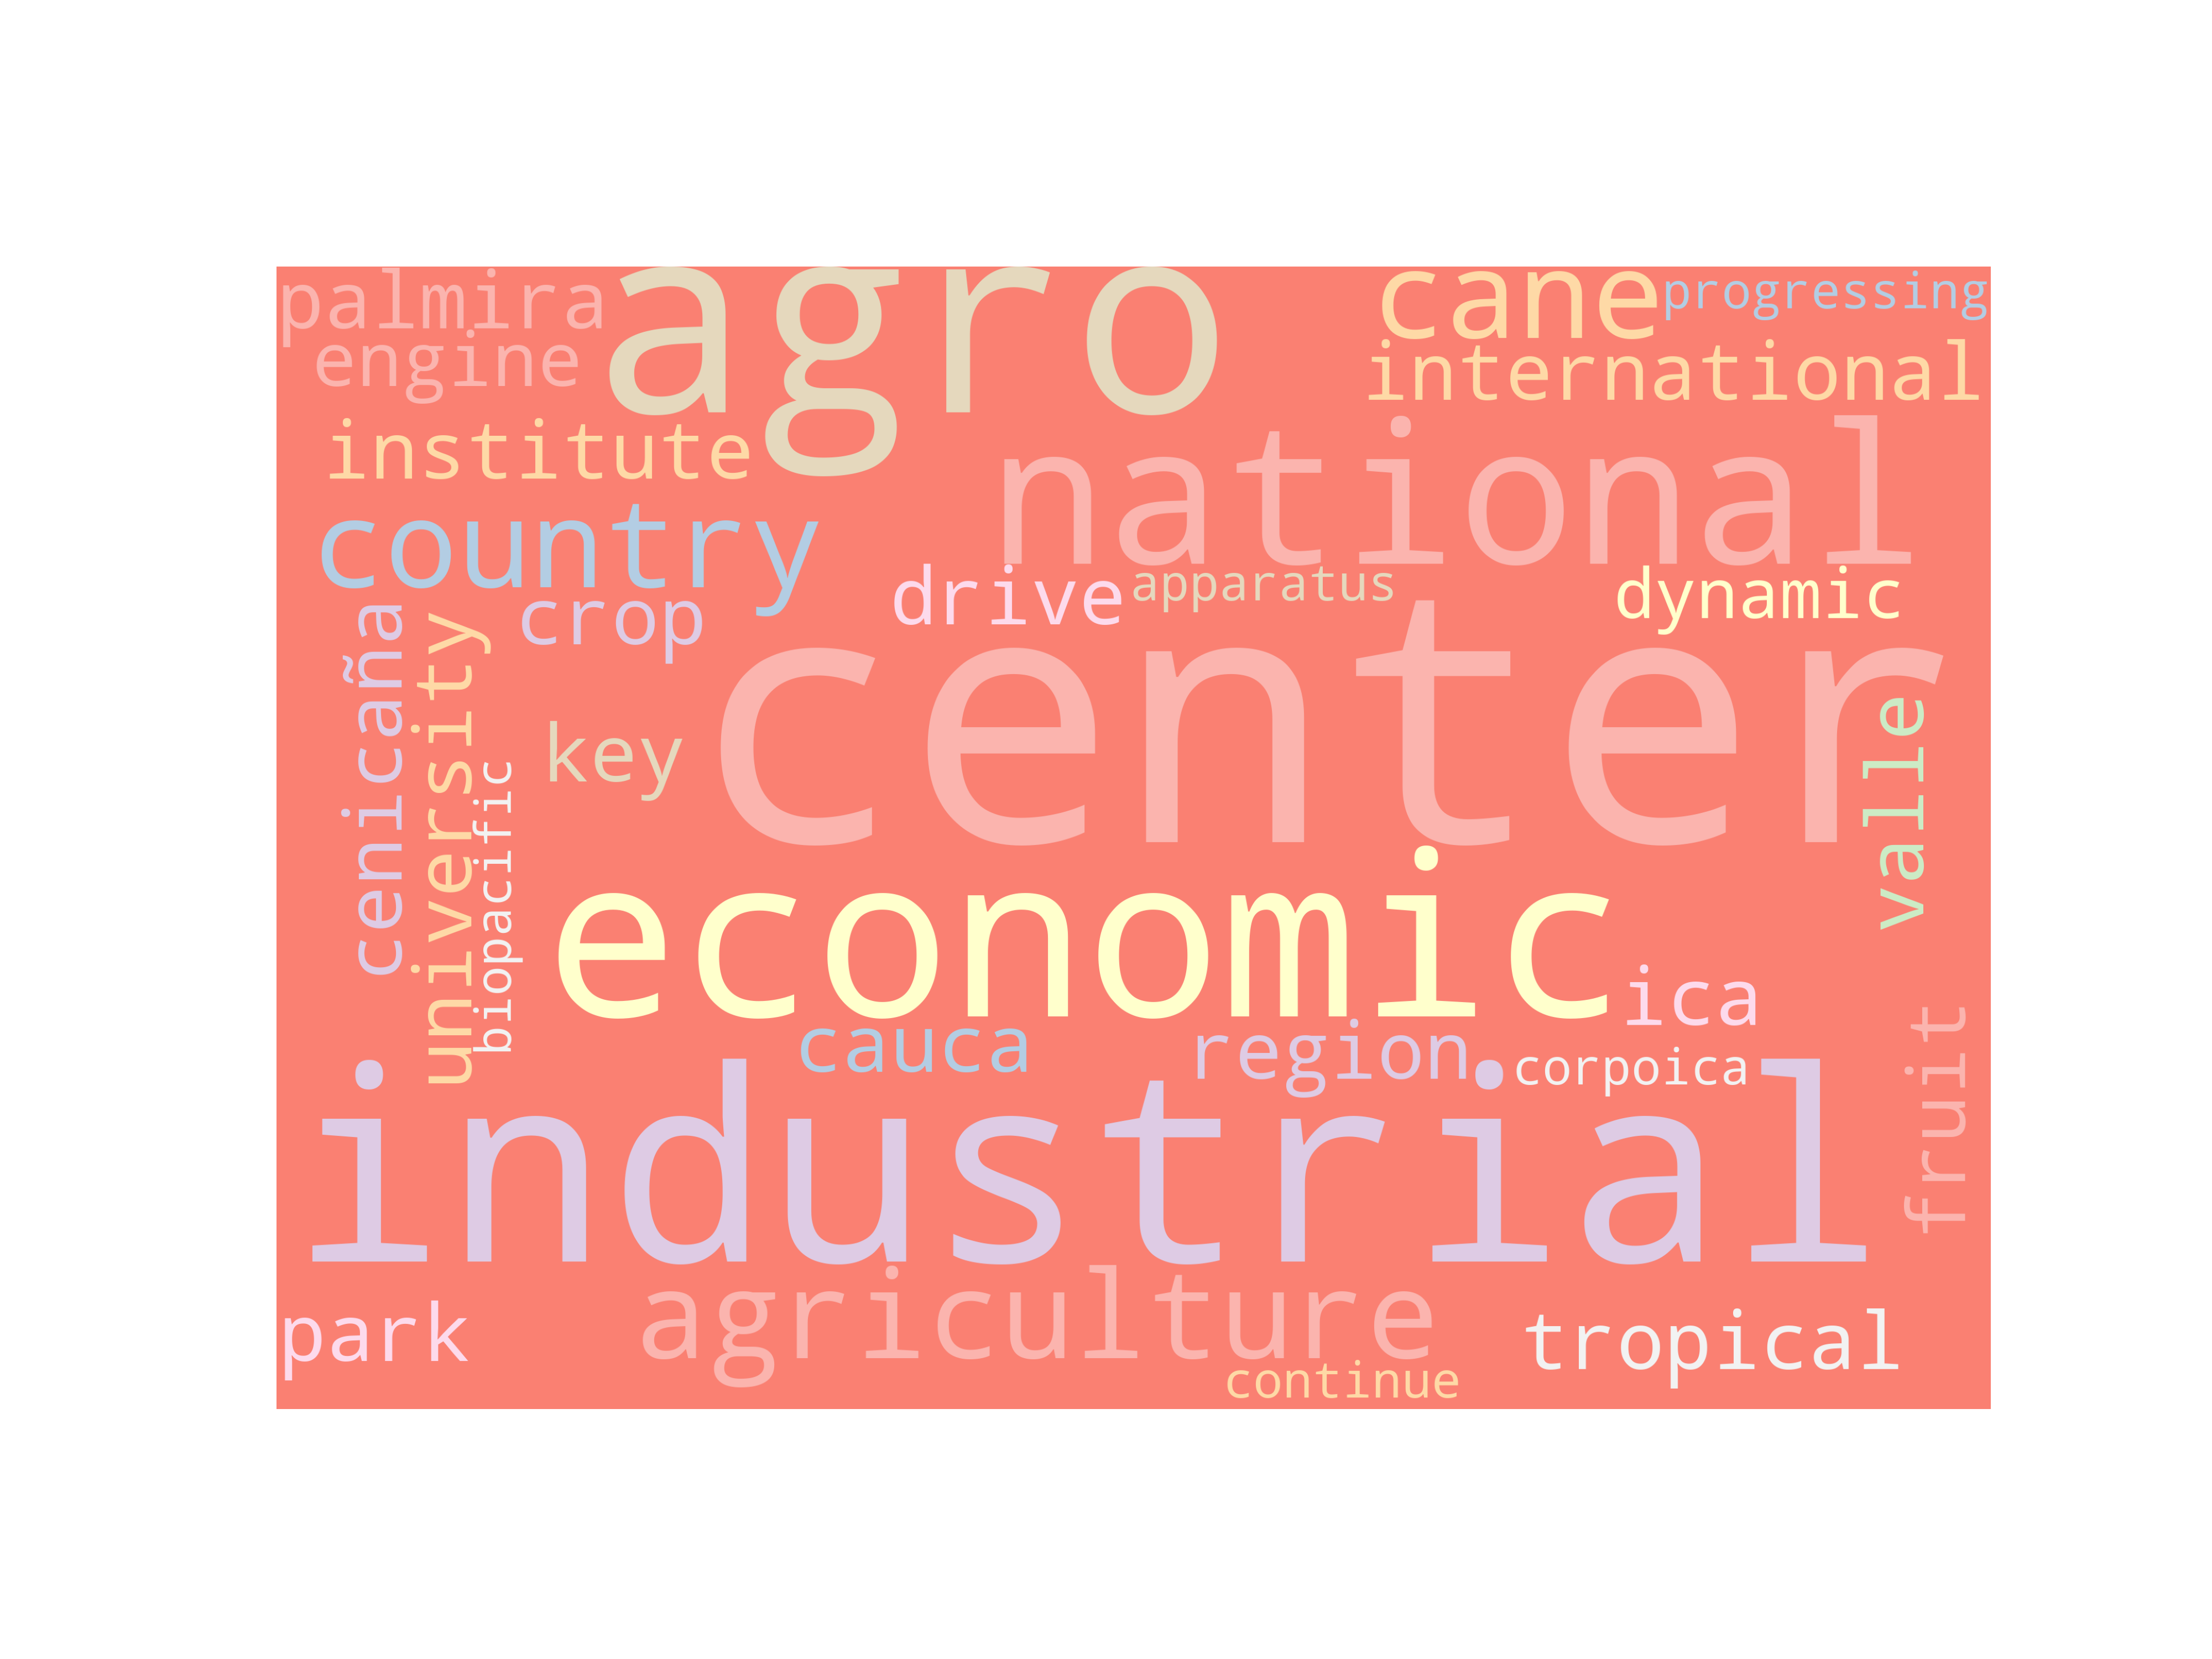 palmira
agro
cane
progressing
engine
international
institute
national
country
crop
drive
apparatus
dynamic
cenicaña
university
biopacific
key
center
valle
economic
ica
cauca
region
corpoica
fruit
industrial
agriculture
park
tropical
continue